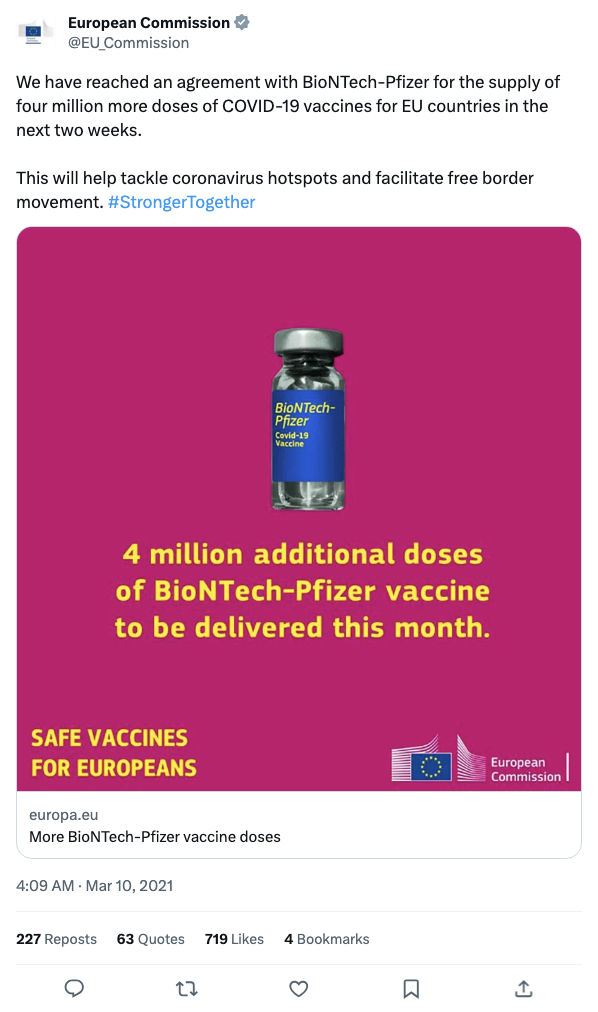 European Commission
@EU_Commission
We have reached an agreement with BioNTech-Pfizer for the supply of
four million more doses of COVID-19 vaccines for EU countries in the
next two weeks.
This will help tackle coronavirus hotspots and facilitate free border
movement. #StrongerTogether
BioNTech-
Pfizer
Covid-19
Vaccine
4 million additional doses
of BioNTech-Pfizer vaccine
to be delivered this month.
SAFE VACCINES
FOR EUROPEANS
European
Commission
europa.eu
More BioNTech-Pfizer vaccine doses
4:09 AM · Mar 10, 2021
227 Reposts 63 Quotes 719 Likes 4 Bookmarks